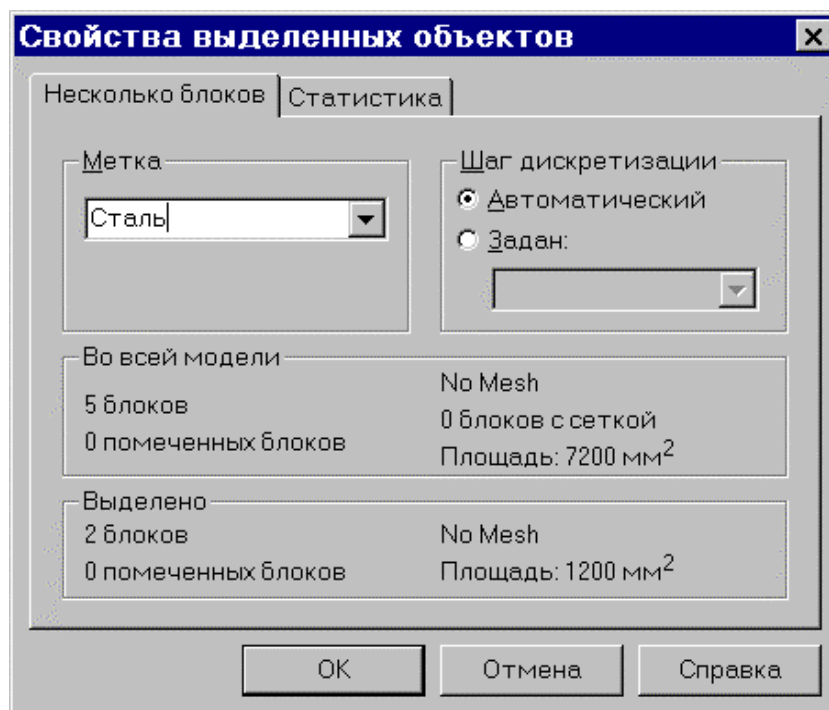 Свойства выделенных объектов
Несколько блоков Статистика
Метка
Сталь
Шаг дискретизации
Автоматический
Задан:
Во всей модели
5 блоков
0 помеченных блоков
No Mesh
0 блоков с сеткой
Площадь: 7200 мм²
Выделено
2 блоков
0 помеченных блоков
No Mesh
Площадь: 1200 мм²
OK Отмена Справка